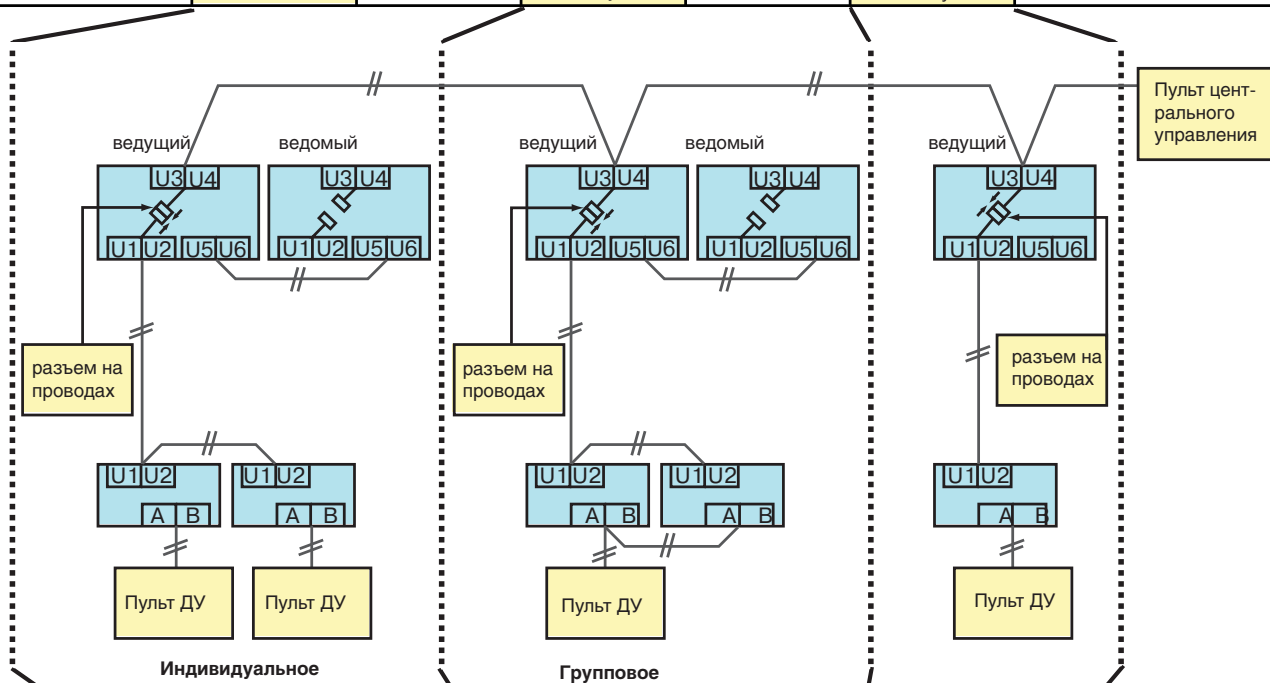 Пульт цент-
рального
управления
ведущий
ведомый
ведущий
ведомый
ведущий
U3 U4
U3 U4
U3 U4
U3 U4
U3 U4
U1 U2 U5 U6
U1 U2 U5 U6
U1 U2 U5 U6
U1 U2 U5 U6
U1 U2 U5 U6
разъем на
проводах
разъем на
проводах
разъем на
проводах
U1 U2
U1 U2
U1 U2
U1 U2
U1 U2
A B
A B
A B
A B
A B
Пульт ДУ
Пульт ДУ
Пульт ДУ
Пульт ДУ
Индивидуальное
Групповое